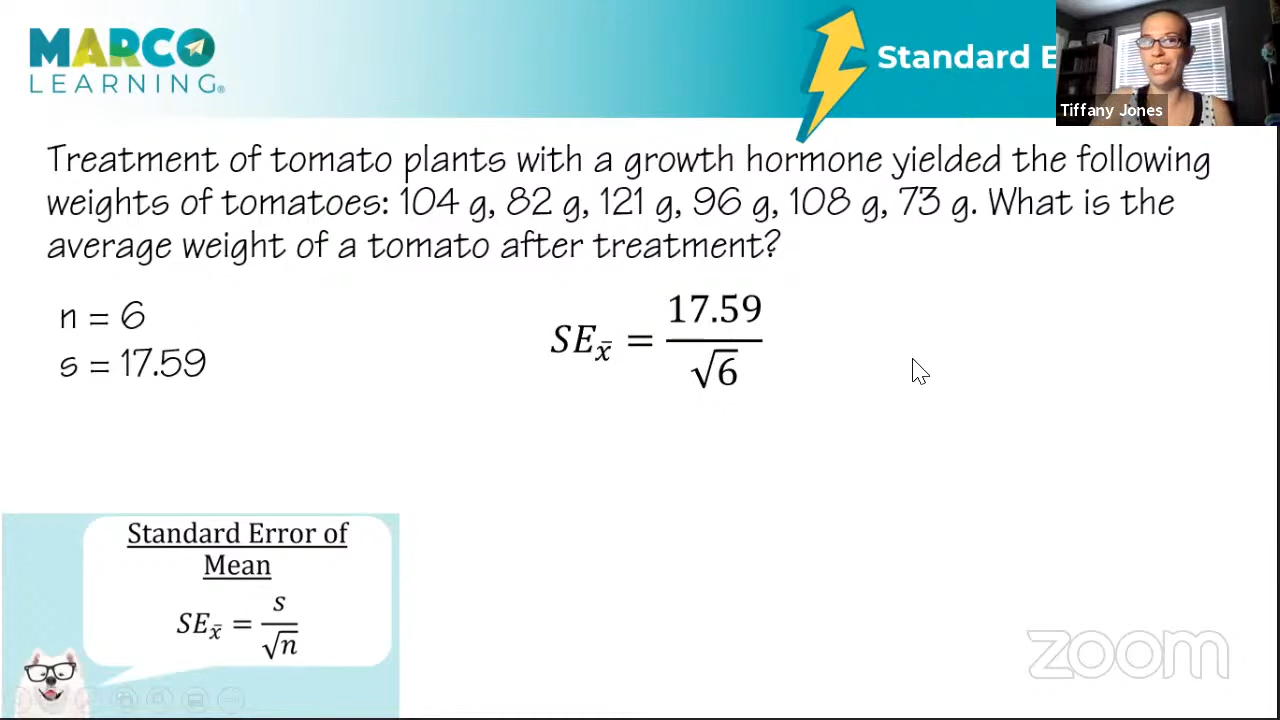 MARCO
LEARNING®
Standard E
Tiffany Jones
Treatment of tomato plants with a growth hormone yielded the following
weights of tomatoes: 104 g, 82 g, 121 g, 96 g, 108 g, 73 g. What is the
average weight of a tomato after treatment?
n = 6
s = 17.59
SE_x̄ = 17.59/√6
Standard Error of
Mean
SE_x̄ = s/√n
zoom